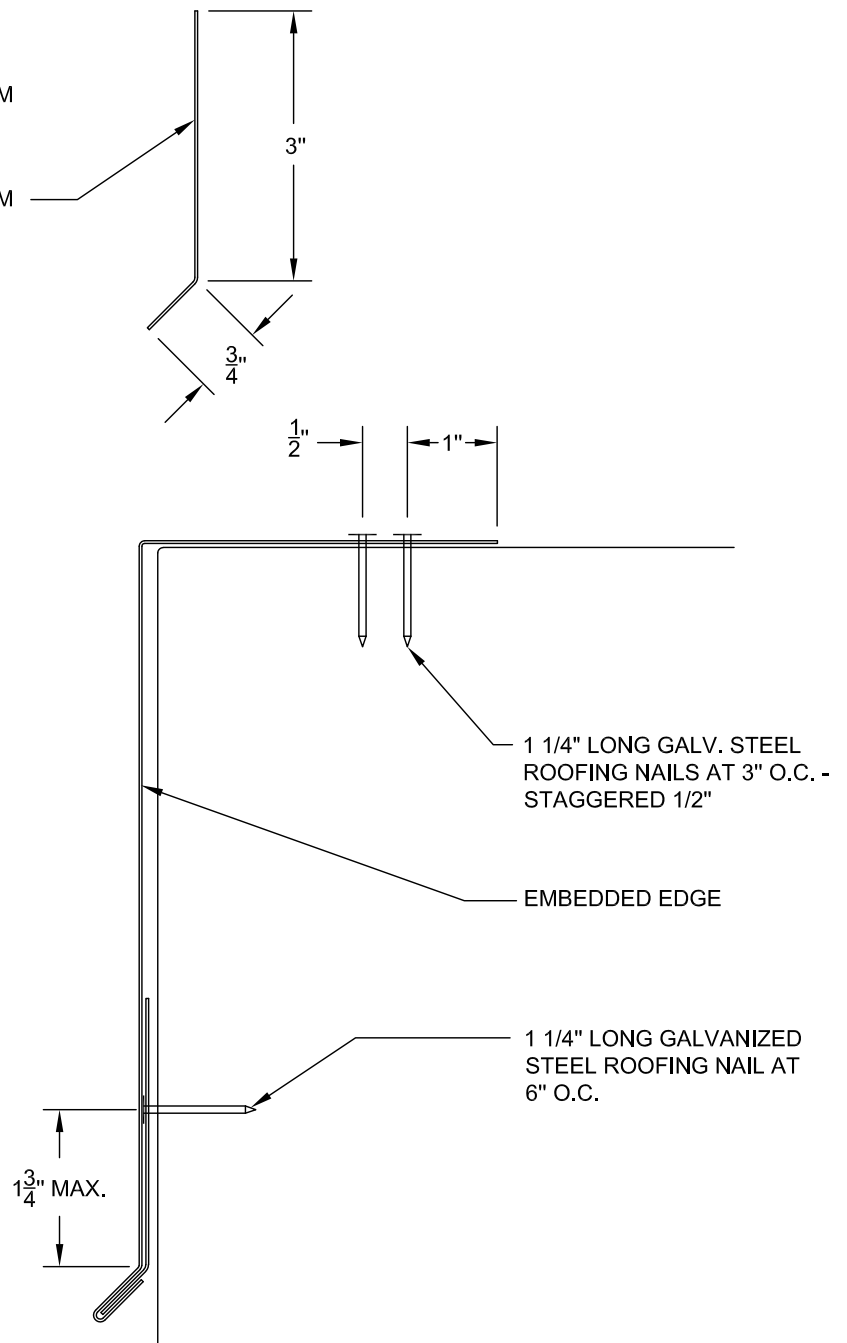 M
3"
M
3/4"
1/2"
1"
1 1/4" LONG GALV. STEEL
ROOFING NAILS AT 3" O.C. -
STAGGERED 1/2"
EMBEDDED EDGE
1 1/4" LONG GALVANIZED
STEEL ROOFING NAIL AT
6" O.C.
1 3/4" MAX.